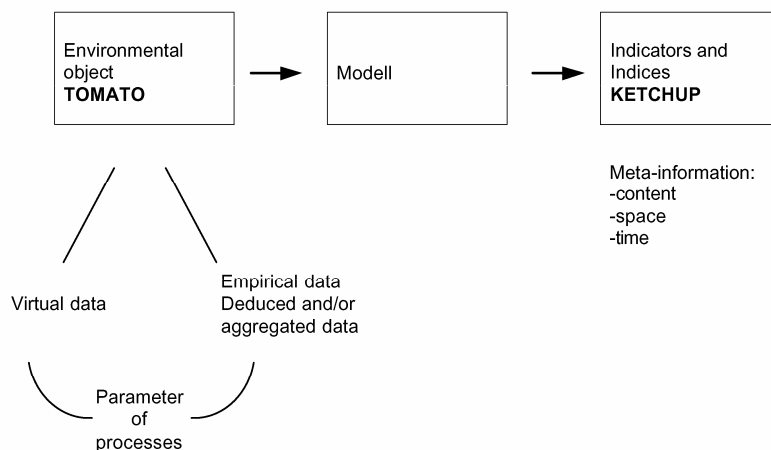 Environmental
object
TOMATO
Modell
Indicators and
Indices
KETCHUP
Meta-information:
-content
-space
-time
Virtual data
Empirical data
Deduced and/or
aggregated data
Parameter
of
processes